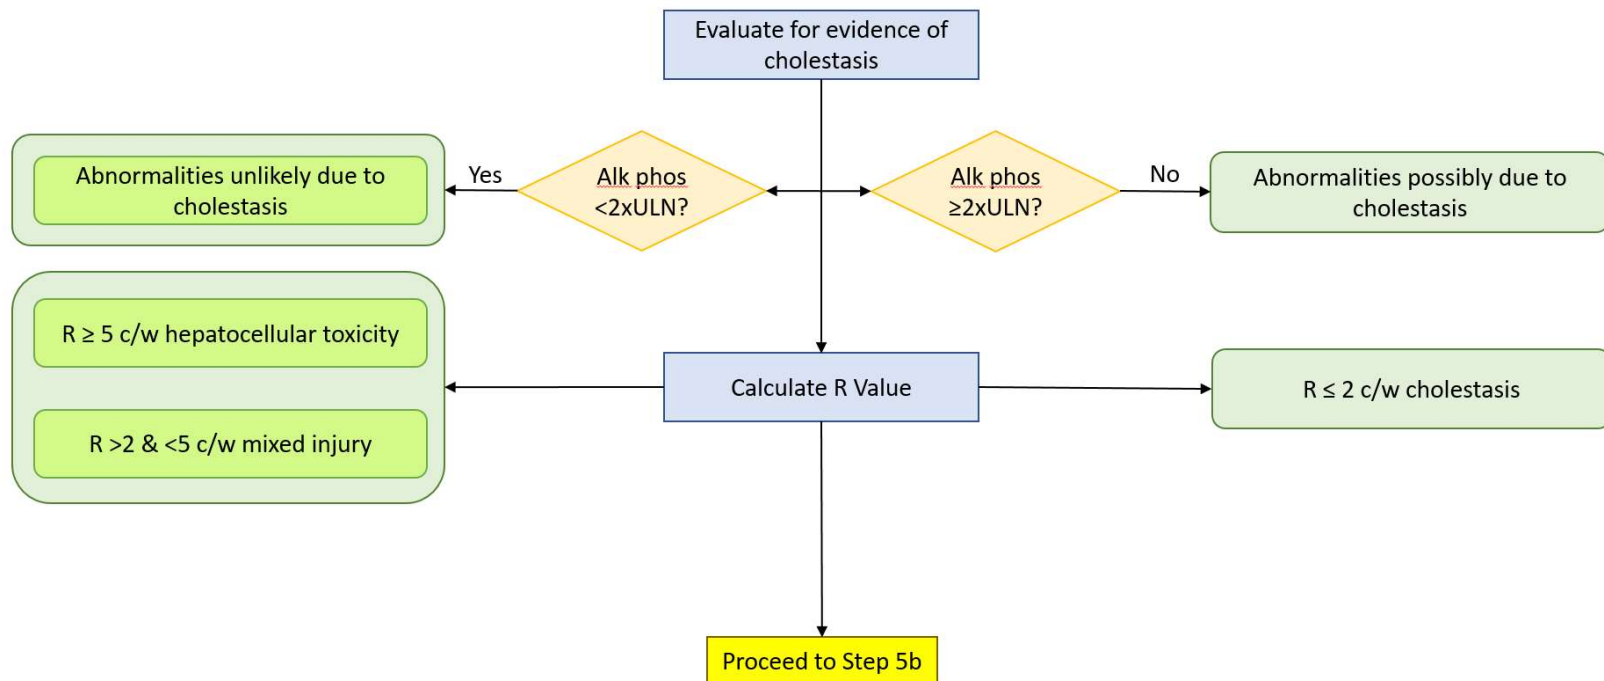 Evaluate for evidence of
cholestasis
Abnormalities unlikely due to
cholestasis
Yes
Alk phos
<2xULN?
Alk phos
≥2xULN?
No
Abnormalities possibly due to
cholestasis
R ≥ 5 c/w hepatocellular toxicity
R >2 & <5 c/w mixed injury
Calculate R Value
R ≤ 2 c/w cholestasis
Proceed to Step 5b